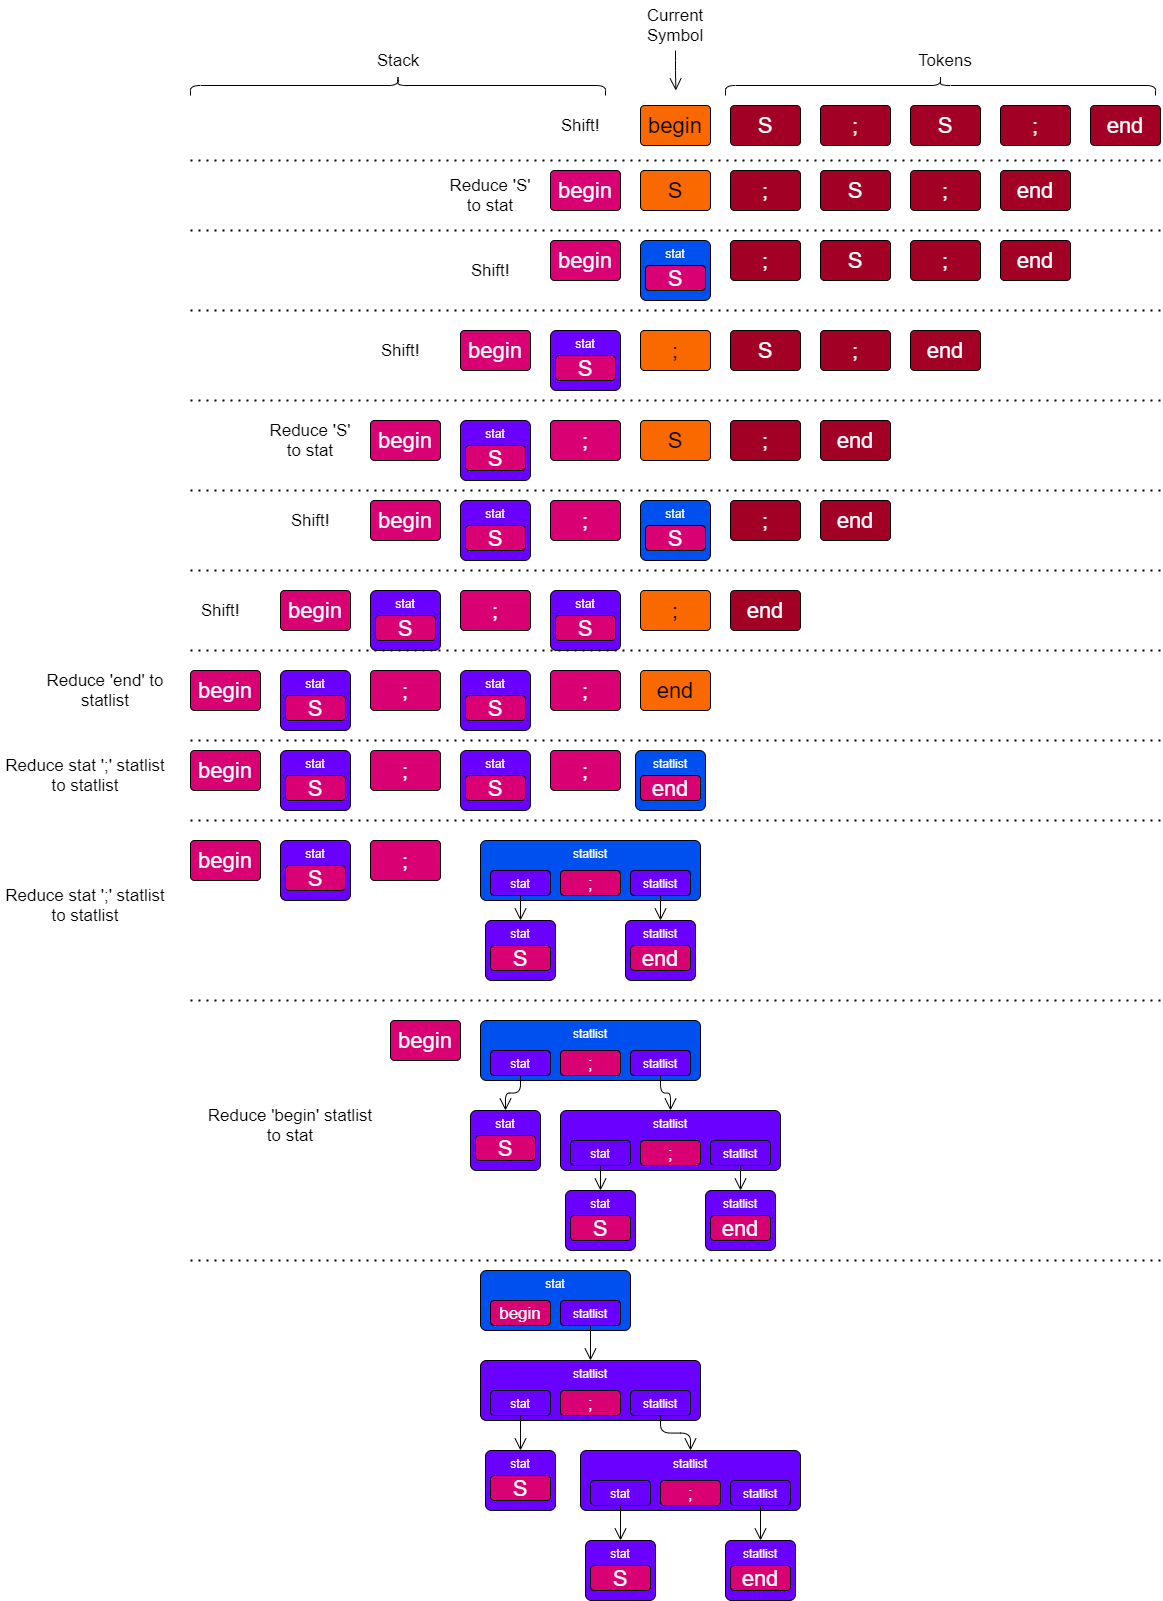 Current
Symbol
Stack
Tokens
Shift!
begin
S
;
S
;
end
Reduce 'S'
to stat
begin
S
;
S
;
end
Shift!
begin
stat
S
;
S
;
end
Shift!
begin
stat
S
;
S
;
end
Reduce 'S'
to stat
begin
stat
S
;
S
;
end
Shift!
begin
stat
S
;
stat
S
;
end
Shift!
begin
stat
S
;
stat
S
;
end
Reduce 'end' to
statlist
begin
stat
S
;
stat
S
;
end
Reduce stat ';' statlist
to statlist
begin
stat
S
;
stat
S
;
statlist
end
Reduce stat ';' statlist
to statlist
begin
stat
S
;
statlist
stat
;
statlist
stat
S
statlist
end
Reduce 'begin' statlist
to stat
begin
statlist
stat
;
statlist
stat
S
statlist
stat
;
statlist
stat
S
statlist
end
stat
begin
statlist
statlist
stat
;
statlist
stat
S
statlist
stat
;
statlist
stat
S
statlist
end